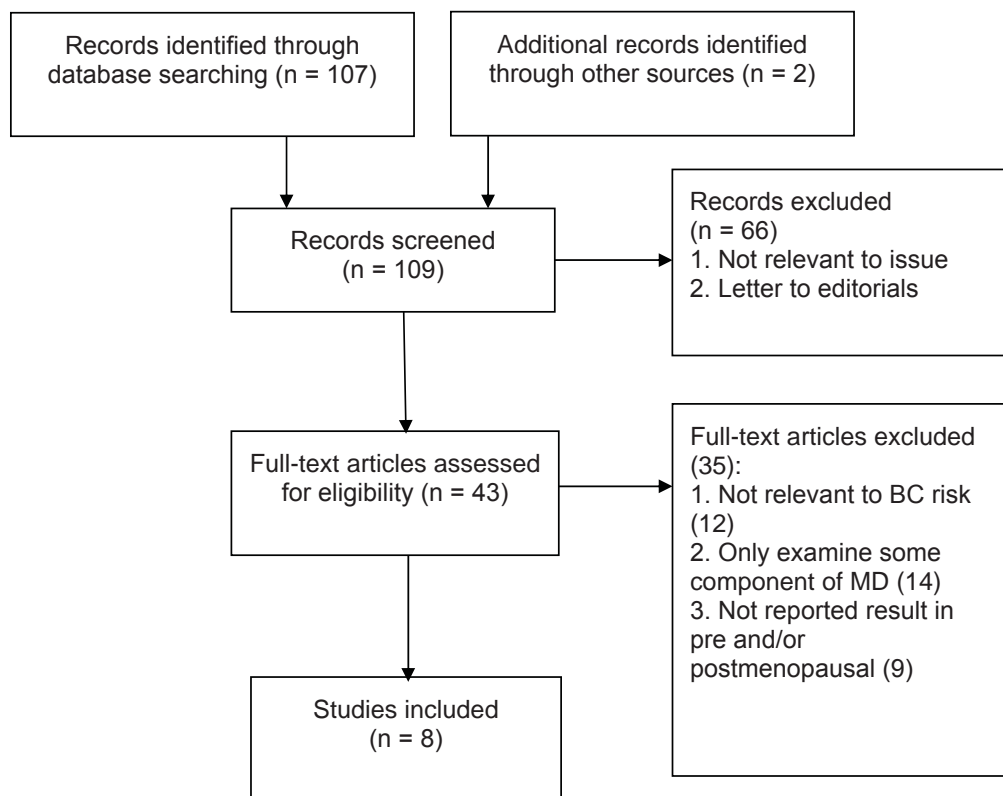 Records identified through
database searching (n = 107)
Additional records identified
through other sources (n = 2)
Records screened
(n = 109)
Records excluded
(n = 66)
1. Not relevant to issue
2. Letter to editorials
Full-text articles assessed
for eligibility (n = 43)
Full-text articles excluded
(35):
1. Not relevant to BC risk
(12)
2. Only examine some
component of MD (14)
3. Not reported result in
pre and/or
postmenopausal (9)
Studies included
(n = 8)